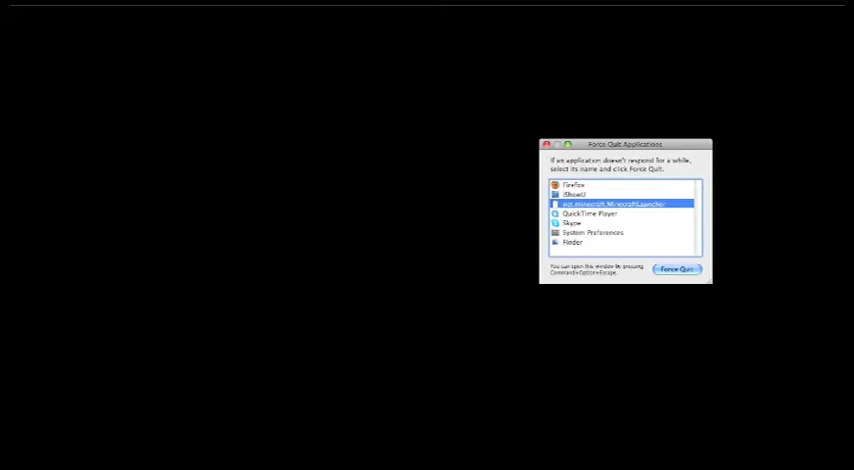 Force Quit Applications
If an application doesn't respond for a while,
select its name and click Force Quit.
Firefox
iShowU
net.minecraft.MinecraftLauncher
QuickTime Player
Skype
System Preferences
Finder
You can open this window by pressing
Command+Option+Escape.
Force Quit